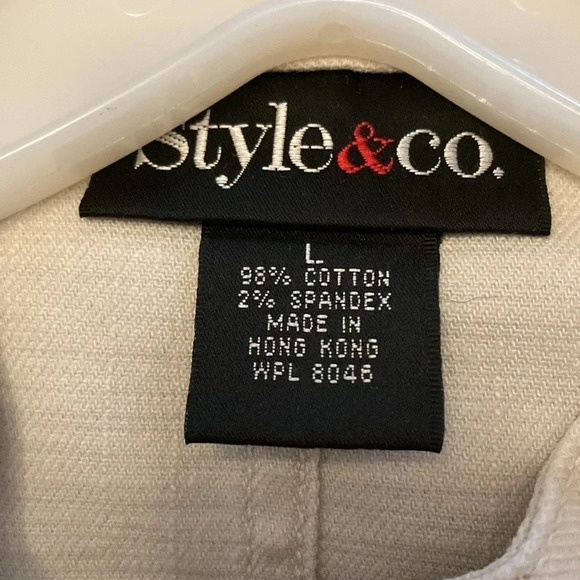 Style&co.
L
98% COTTON
2% SPANDEX
MADE IN
HONG KONG
WPL 8046